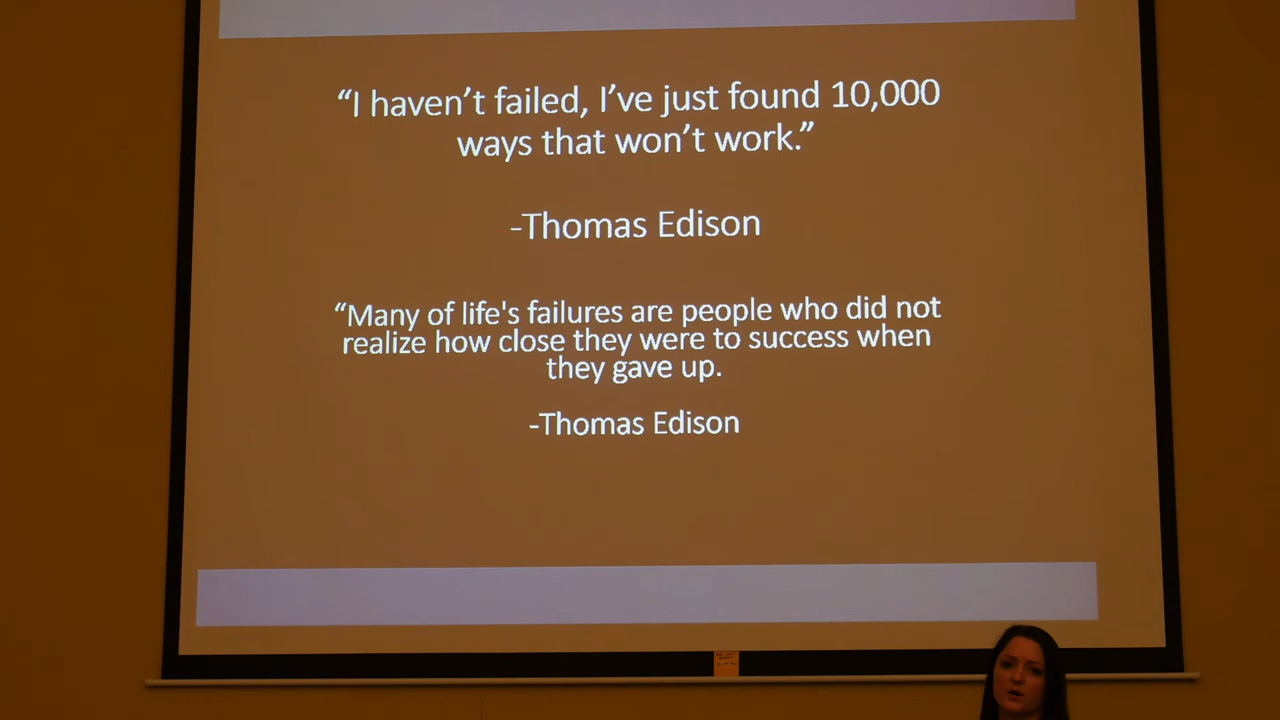 “I haven’t failed, I’ve just found 10,000
ways that won’t work.”
-Thomas Edison
“Many of life's failures are people who did not
realize how close they were to success when
they gave up.
-Thomas Edison